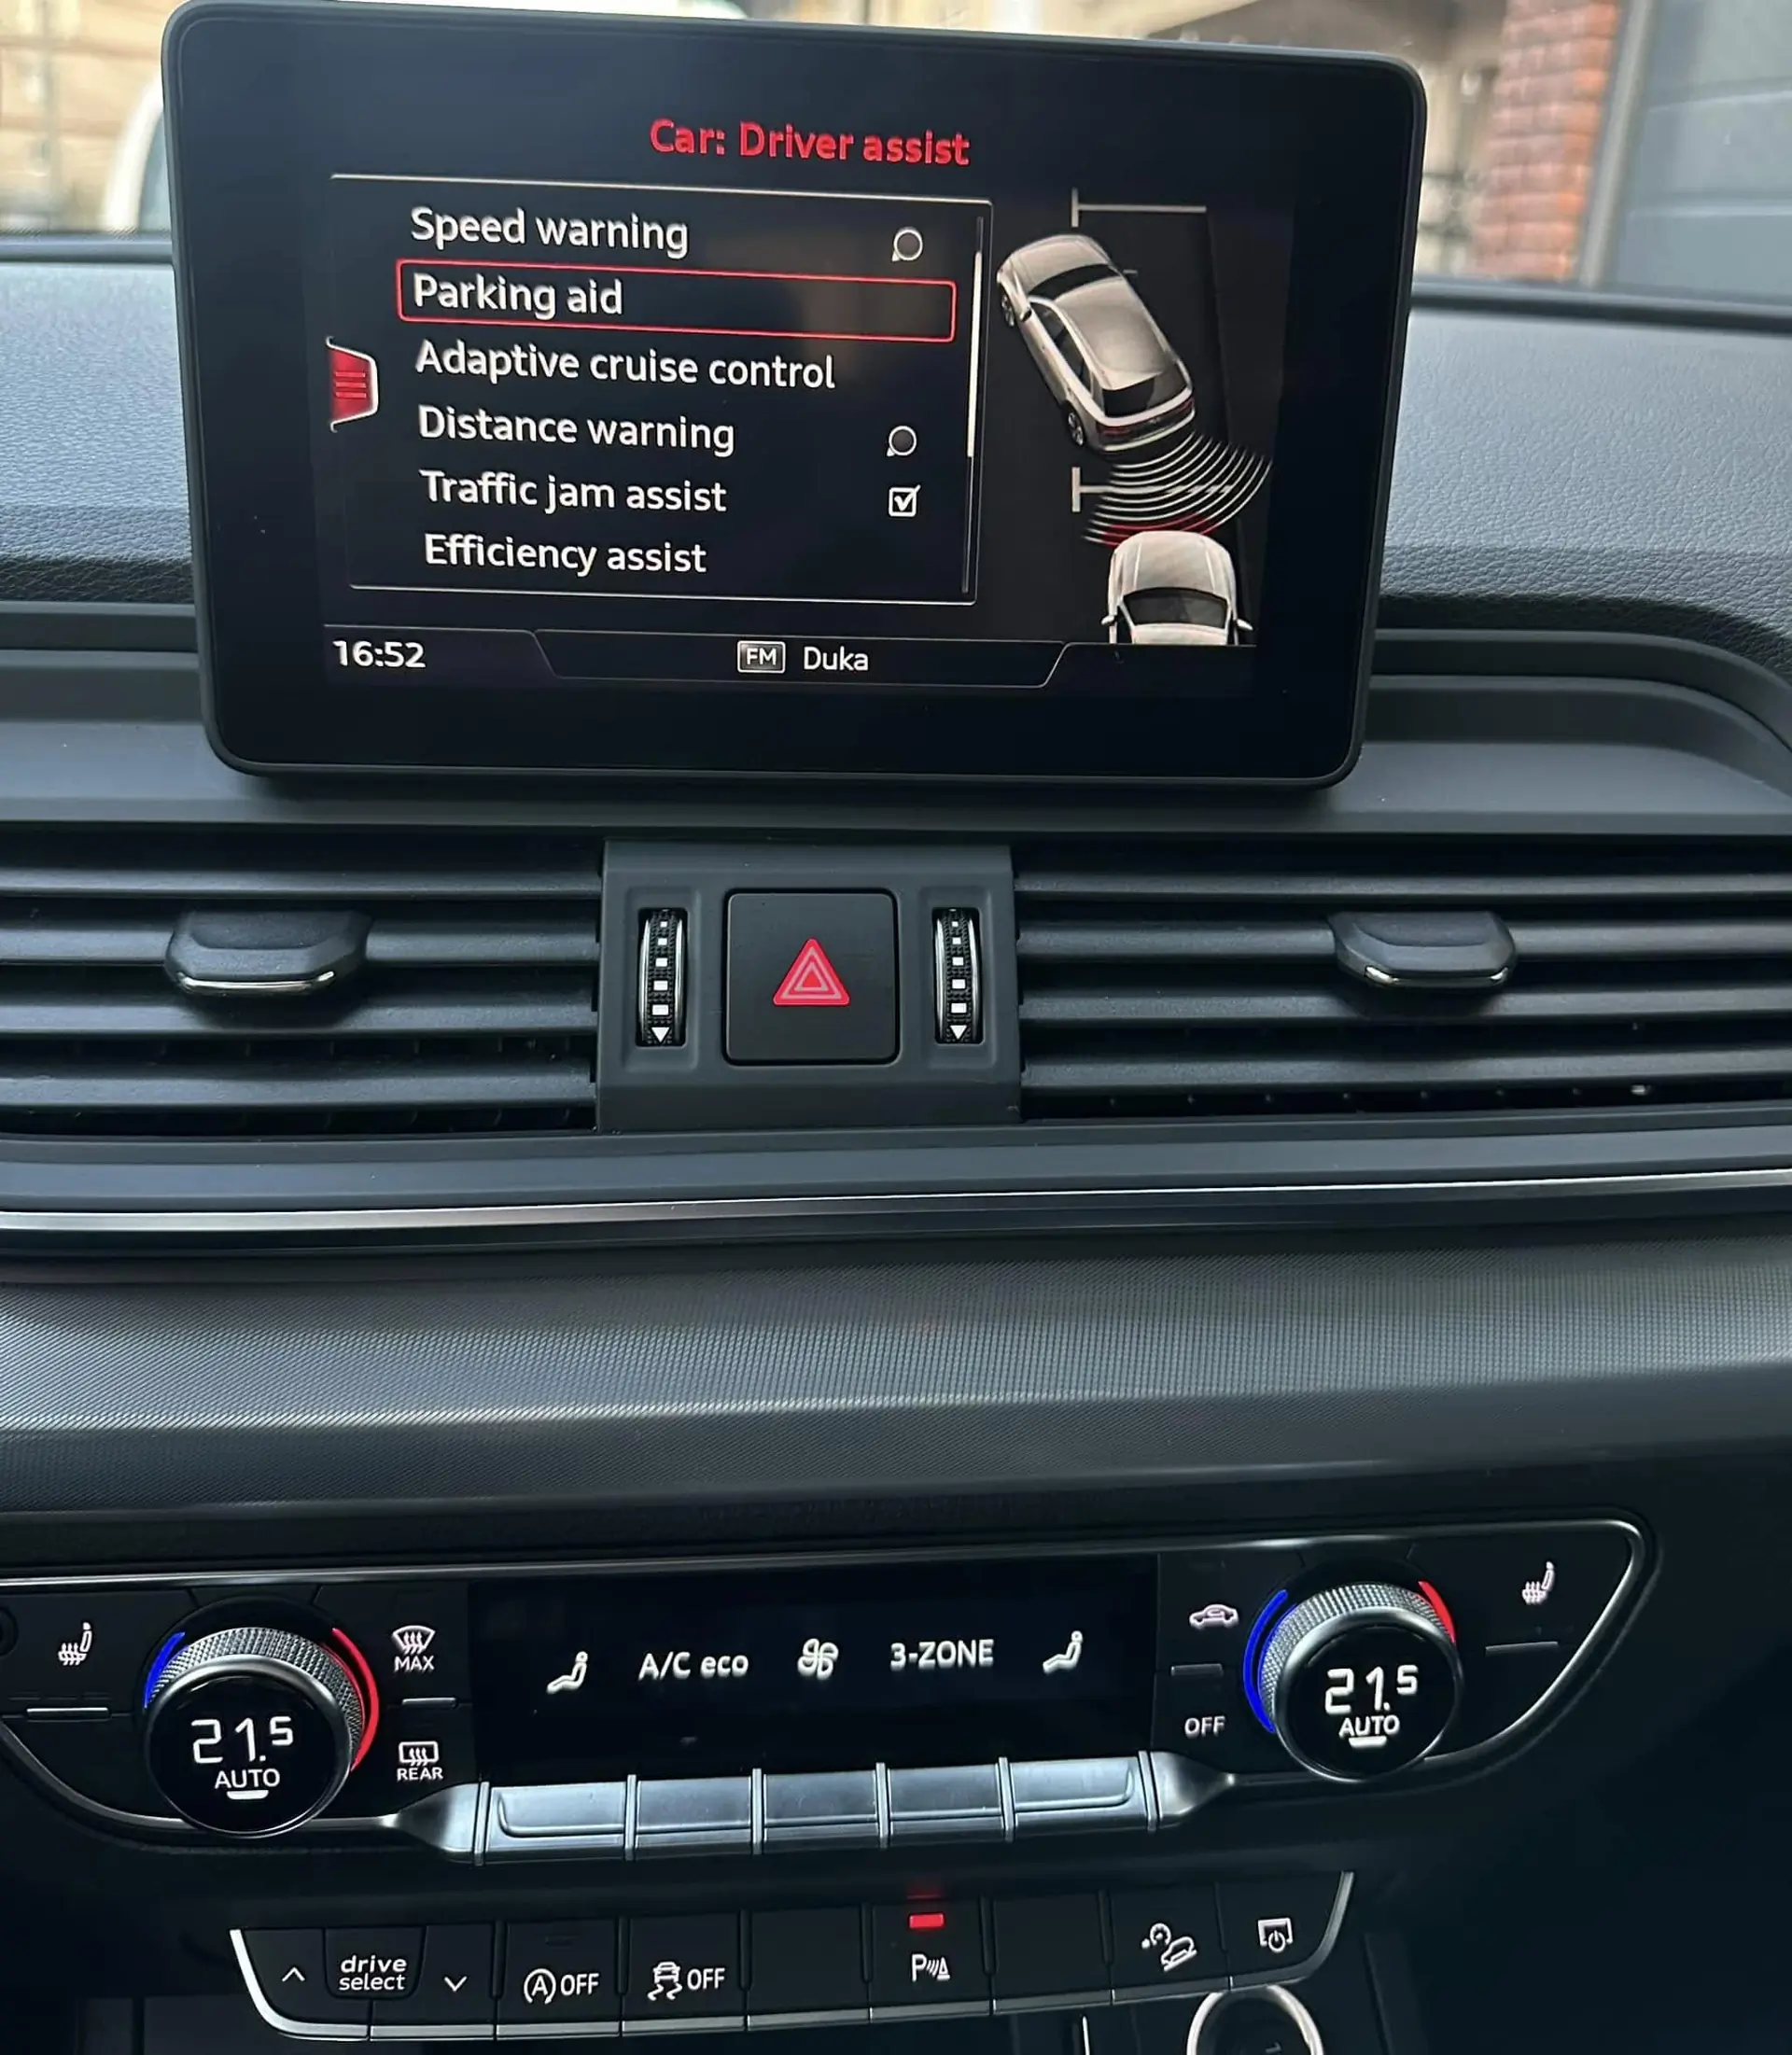 Car: Driver assist
Speed warning
Parking aid
Adaptive cruise control
Distance warning
Traffic jam assist
Efficiency assist
16:52
FM Duka
MAX
A/C eco
3-ZONE
21.5
AUTO
REAR
OFF
21.5
AUTO
drive
select
A OFF
OFF
P